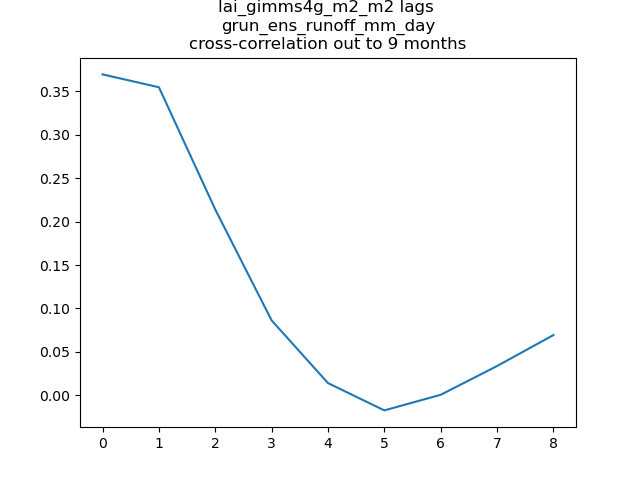 lai_gimms4g_m2_m2 lags
grun_ens_runoff_mm_day
cross-correlation out to 9 months
0.35
0.30
0.25
0.20
0.15
0.10
0.05
0.00
0 1 2 3 4 5 6 7 8